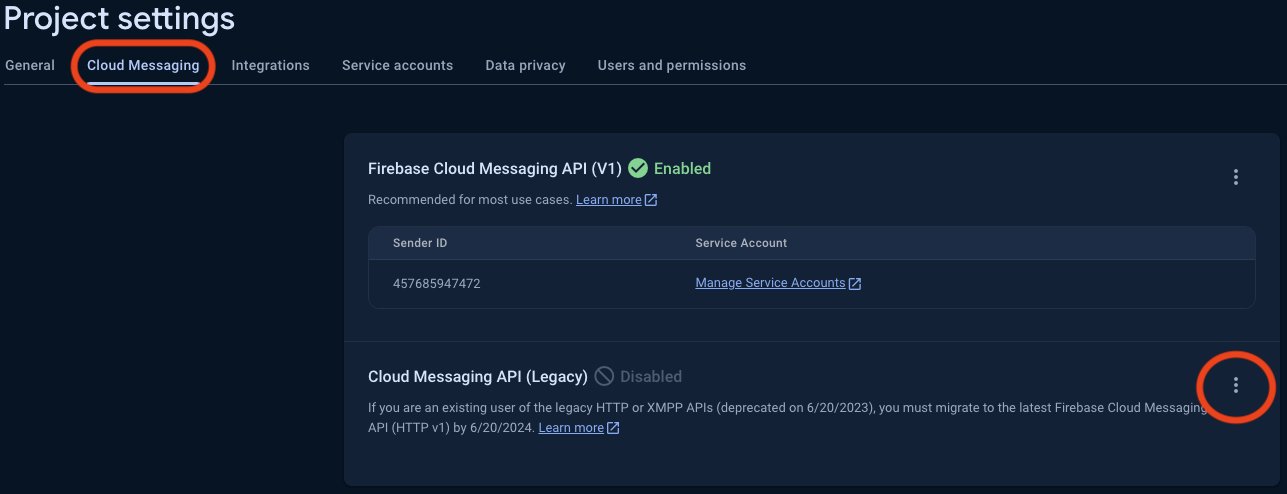 Project settings
General Cloud Messaging Integrations Service accounts Data privacy Users and permissions
Firebase Cloud Messaging API (V1) Enabled
Recommended for most use cases. Learn more
Sender ID Service Account
457685947472 Manage Service Accounts
Cloud Messaging API (Legacy) Disabled
If you are an existing user of the legacy HTTP or XMPP APIs (deprecated on 6/20/2023), you must migrate to the latest Firebase Cloud Messaging
API (HTTP v1) by 6/20/2024. Learn more